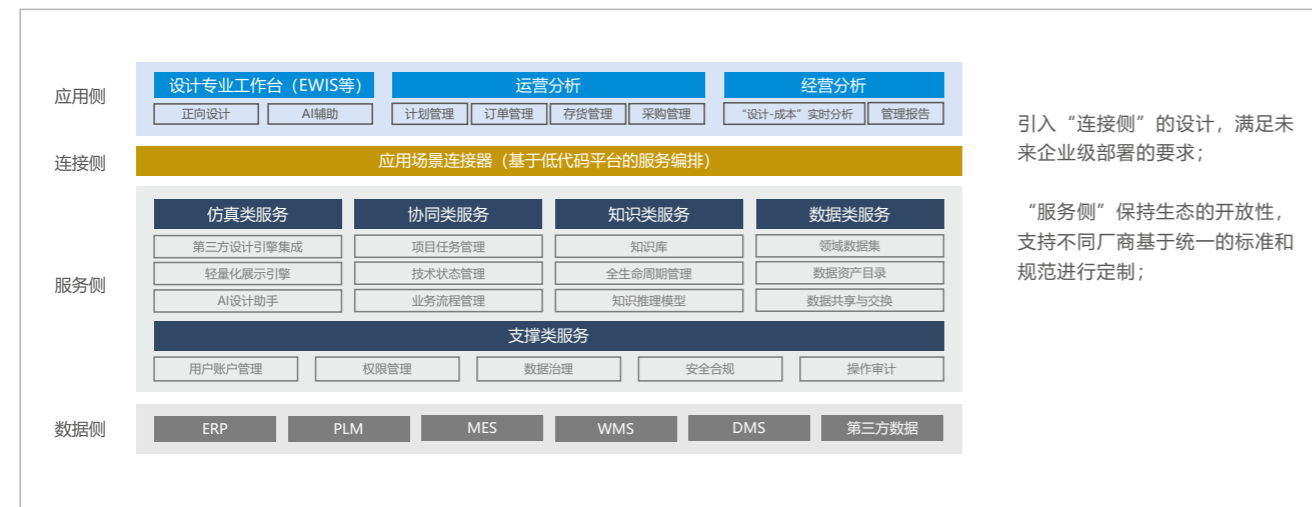 应用侧
设计专业工作台（EWIS等）
运营分析
经营分析
正向设计
AI辅助
计划管理
订单管理
存货管理
采购管理
“设计-成本”实时分析
管理报告
连接侧
应用场景连接器（基于低代码平台的服务编排）
服务侧
仿真类服务
协同类服务
知识类服务
数据类服务
第三方设计引擎集成
项目任务管理
知识库
领域数据集
轻量化展示引擎
技术状态管理
全生命周期管理
数据资产目录
AI设计助手
业务流程管理
知识推理模型
数据共享与交换
支撑类服务
用户账户管理
权限管理
数据治理
安全合规
操作审计
数据侧
ERP
PLM
MES
WMS
DMS
第三方数据
引入“连接侧”的设计，满足未
来企业级部署的要求；
“服务侧”保持生态的开放性，
支持不同厂商基于统一的标准和
规范进行定制；